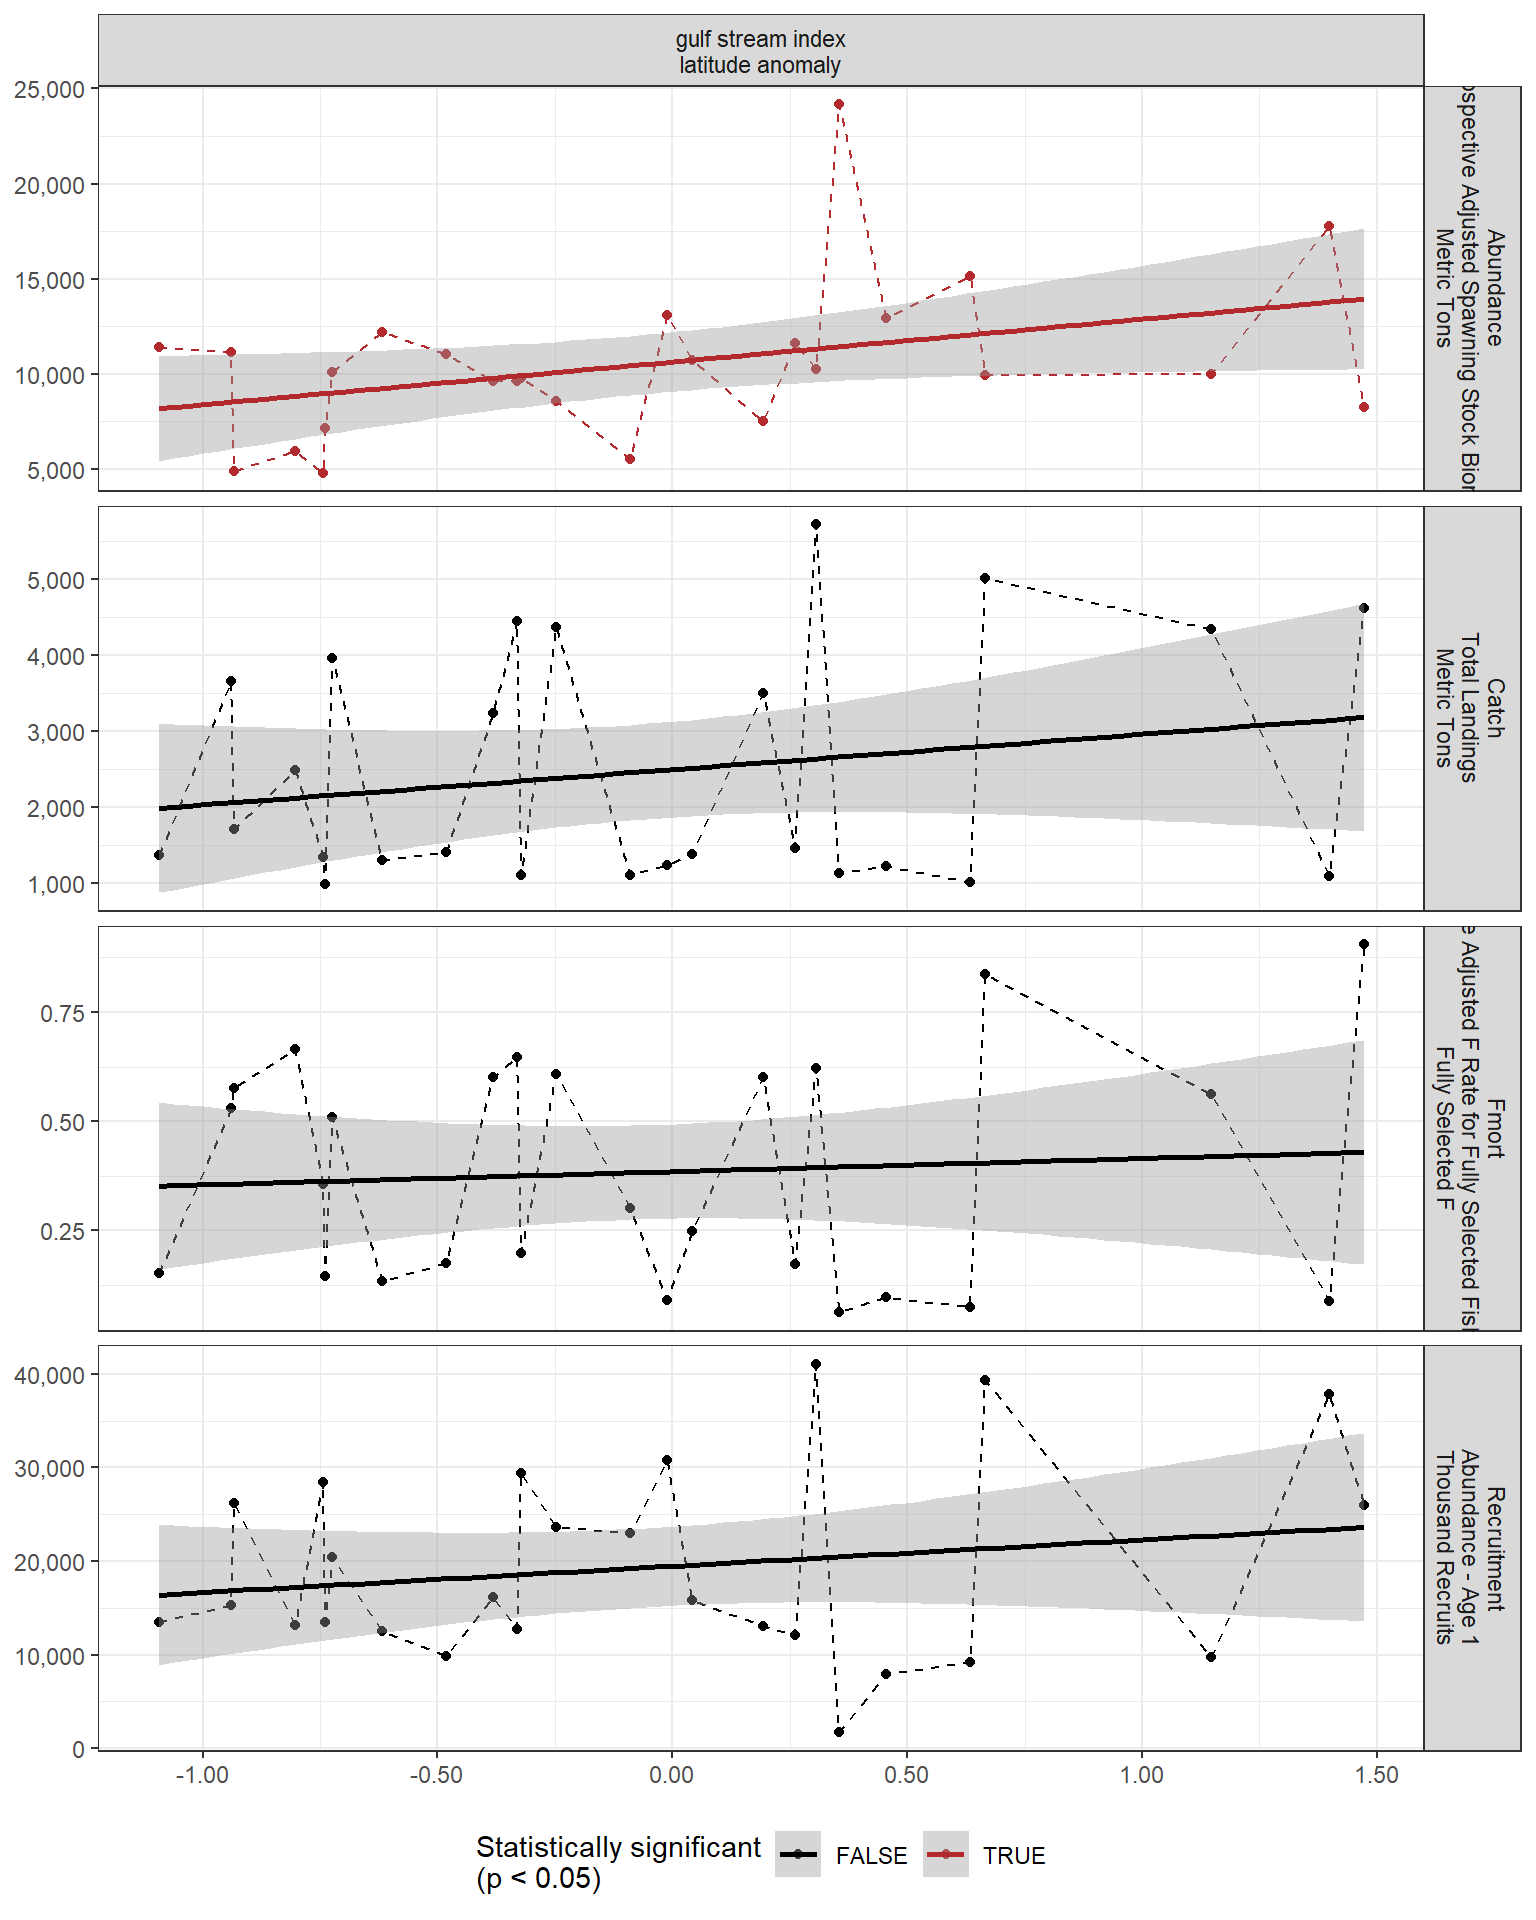 gulf stream index
latitude anomaly
25,000
20,000
15,000
10,000
5,000
Abundance
Adjusted Spawning Stock
Metric Tons
5,000
4,000
3,000
2,000
1,000
Catch
Total Landings
Metric Tons
0.75
0.50
0.25
Fmort
Adjusted F Rate for Fully Selected
Fully Selected F
40,000
30,000
20,000
10,000
0
Recruitment
Abundance - Age 1
Thousand Recruits
-1.00
-0.50
0.00
0.50
1.00
1.50
Statistically significant
(p < 0.05)
FALSE
TRUE